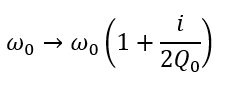 ω₀ → ω₀ (1 + i / 2Q₀)